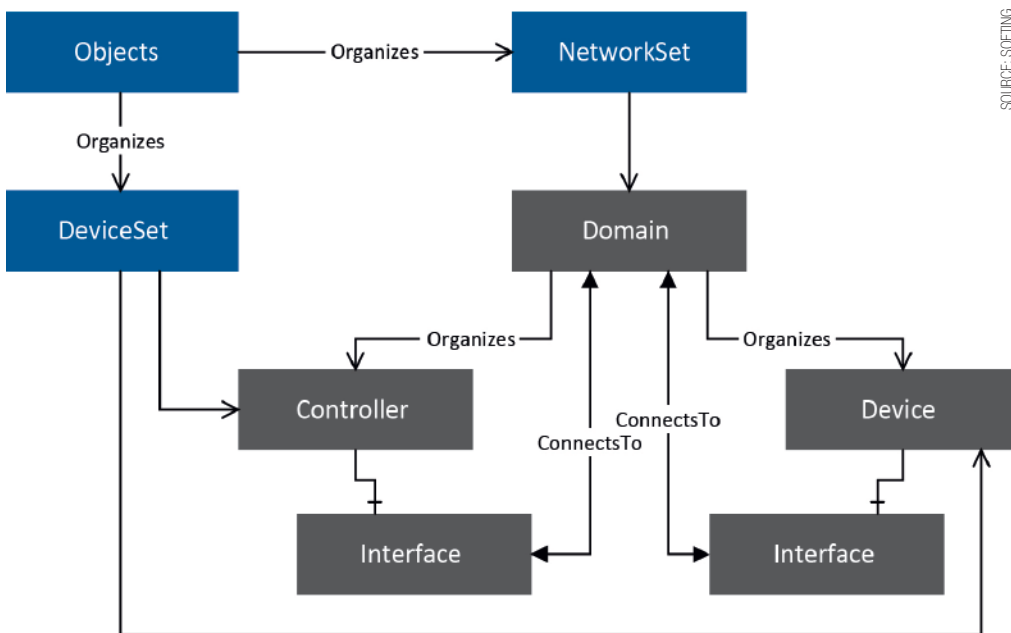 SOURCE: SOFTING
Objects
Organizes
NetworkSet
Organizes
DeviceSet
Domain
Organizes
Organizes
Controller
Device
ConnectsTo
ConnectsTo
Interface
Interface